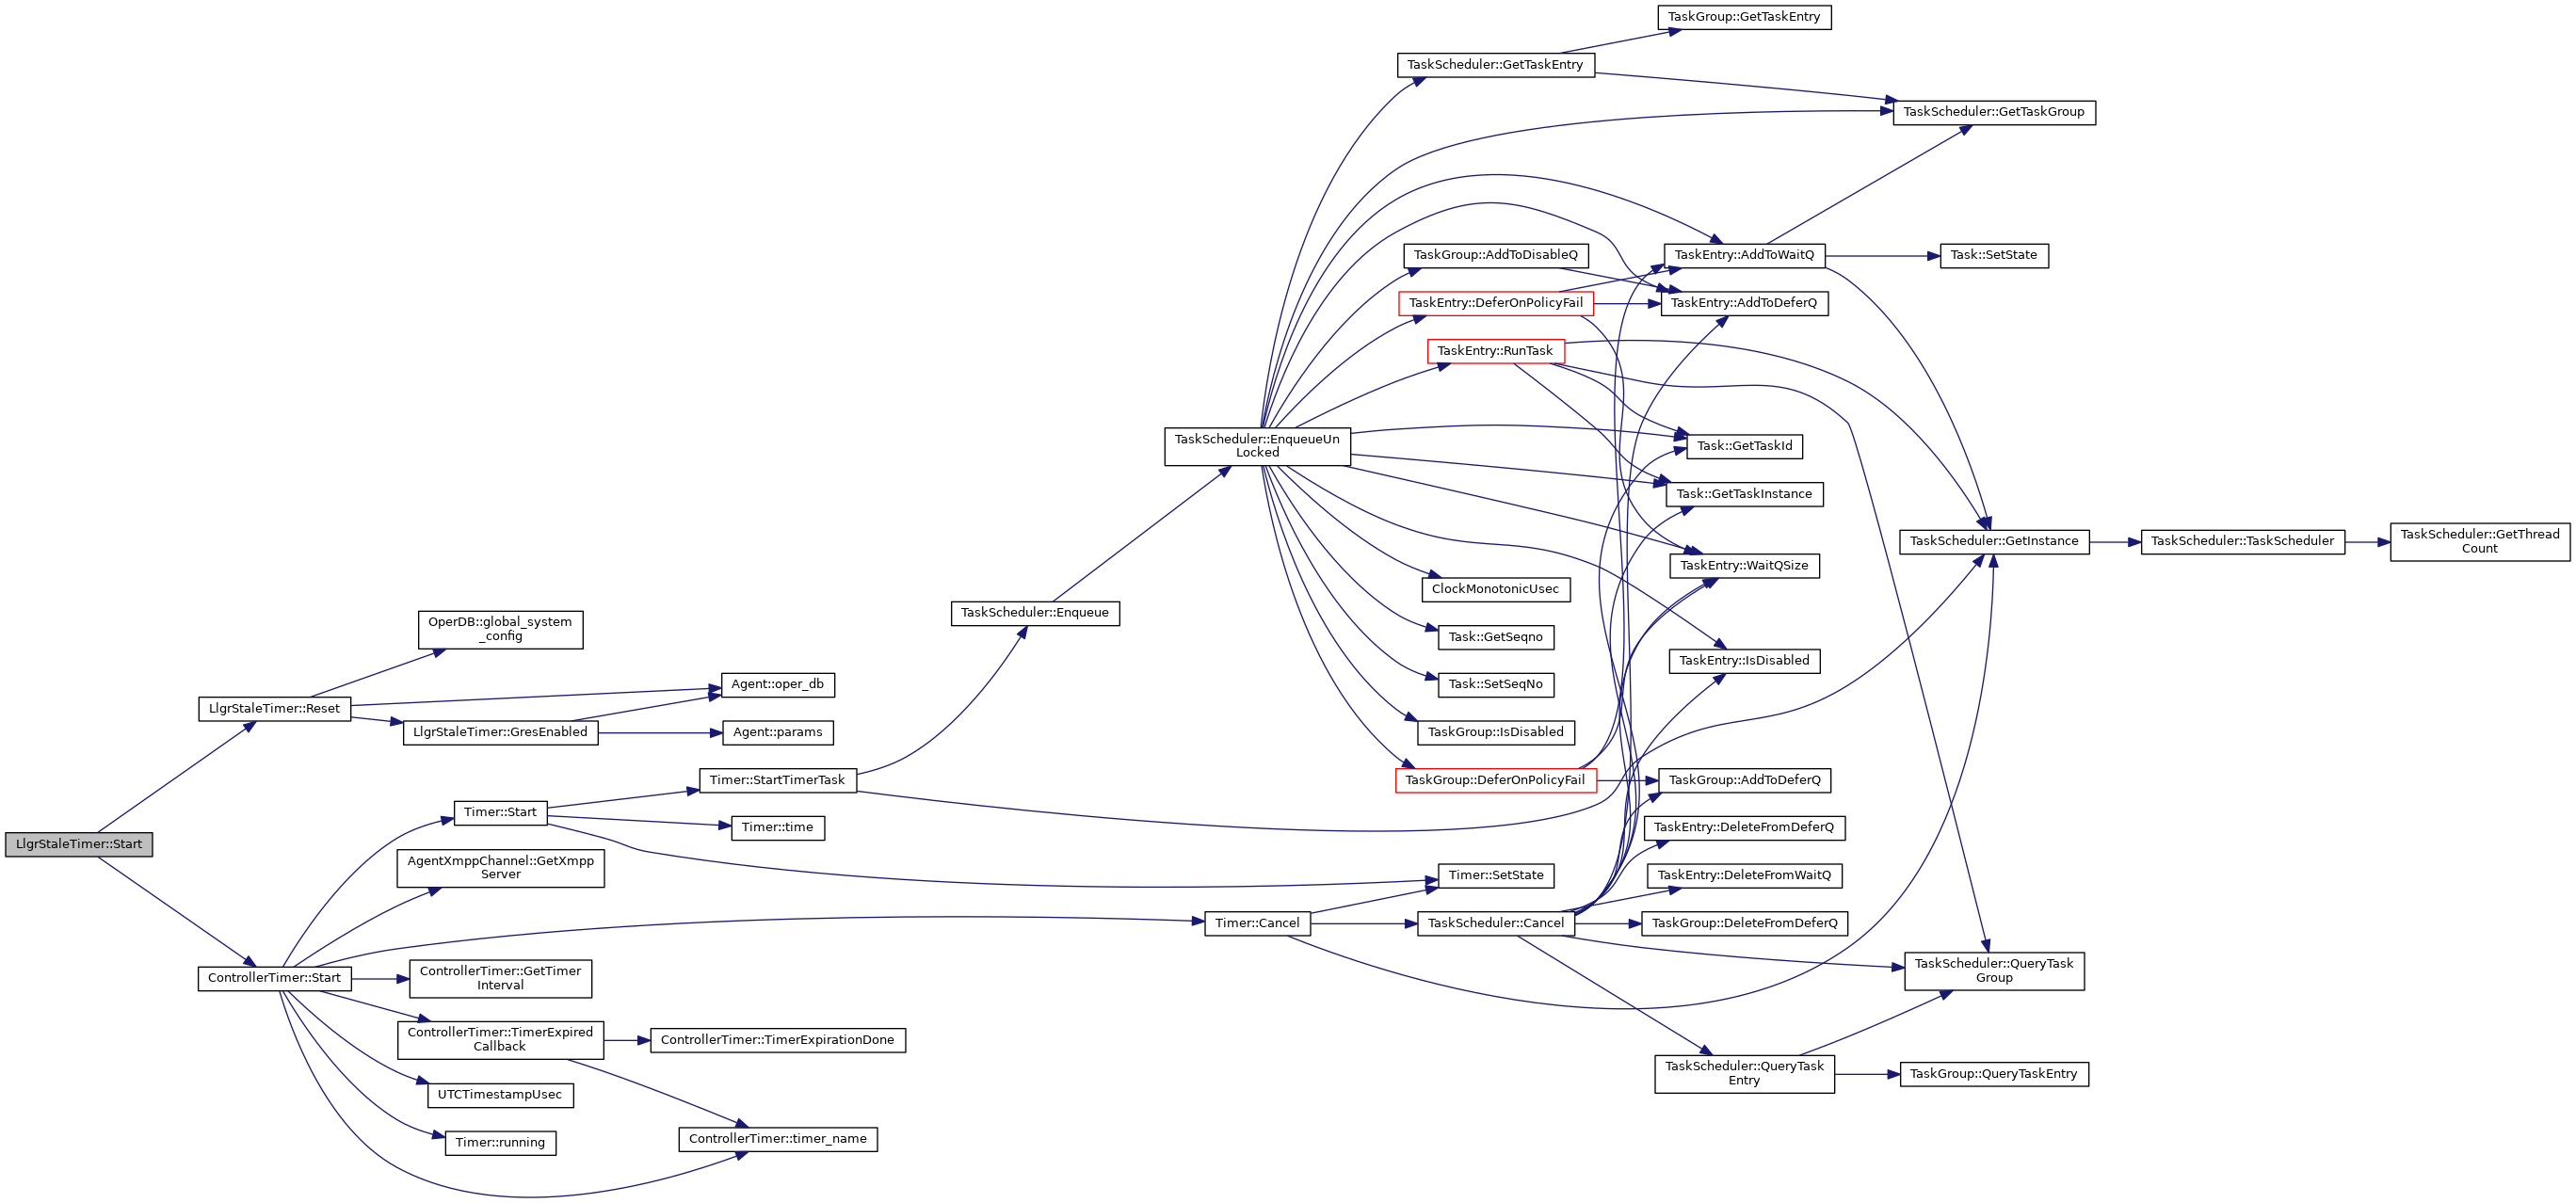 LlgrStaleTimer::Start
LlgrStaleTimer::Reset
OperDB::global_system
_config
Agent::oper_db
LlgrStaleTimer::GresEnabled
Agent::params
ControllerTimer::Start
Timer::Start
Timer::StartTimerTask
Timer::time
AgentXmppChannel::GetXmpp
Server
ControllerTimer::GetTimer
Interval
ControllerTimer::TimerExpired
Callback
ControllerTimer::TimerExpirationDone
UTCTimestampUsec
Timer::running
ControllerTimer::timer_name
TaskScheduler::Enqueue
TaskScheduler::EnqueueUn
Locked
Timer::Cancel
TaskScheduler::GetTaskEntry
TaskGroup::AddToDisableQ
TaskEntry::DeferOnPolicyFail
TaskEntry::RunTask
ClockMonotonicUsec
Task::GetSeqno
Task::SetSeqNo
TaskGroup::IsDisabled
TaskGroup::DeferOnPolicyFail
Timer::SetState
TaskScheduler::Cancel
TaskGroup::GetTaskEntry
TaskScheduler::GetTaskGroup
TaskEntry::AddToWaitQ
Task::SetState
TaskEntry::AddToDeferQ
Task::GetTaskId
Task::GetTaskInstance
TaskEntry::WaitQSize
TaskEntry::IsDisabled
TaskGroup::AddToDeferQ
TaskEntry::DeleteFromDeferQ
TaskEntry::DeleteFromWaitQ
TaskGroup::DeleteFromDeferQ
TaskScheduler::QueryTask
Entry
TaskScheduler::GetInstance
TaskScheduler::TaskScheduler
TaskScheduler::GetThread
Count
TaskScheduler::QueryTask
Group
TaskGroup::QueryTaskEntry